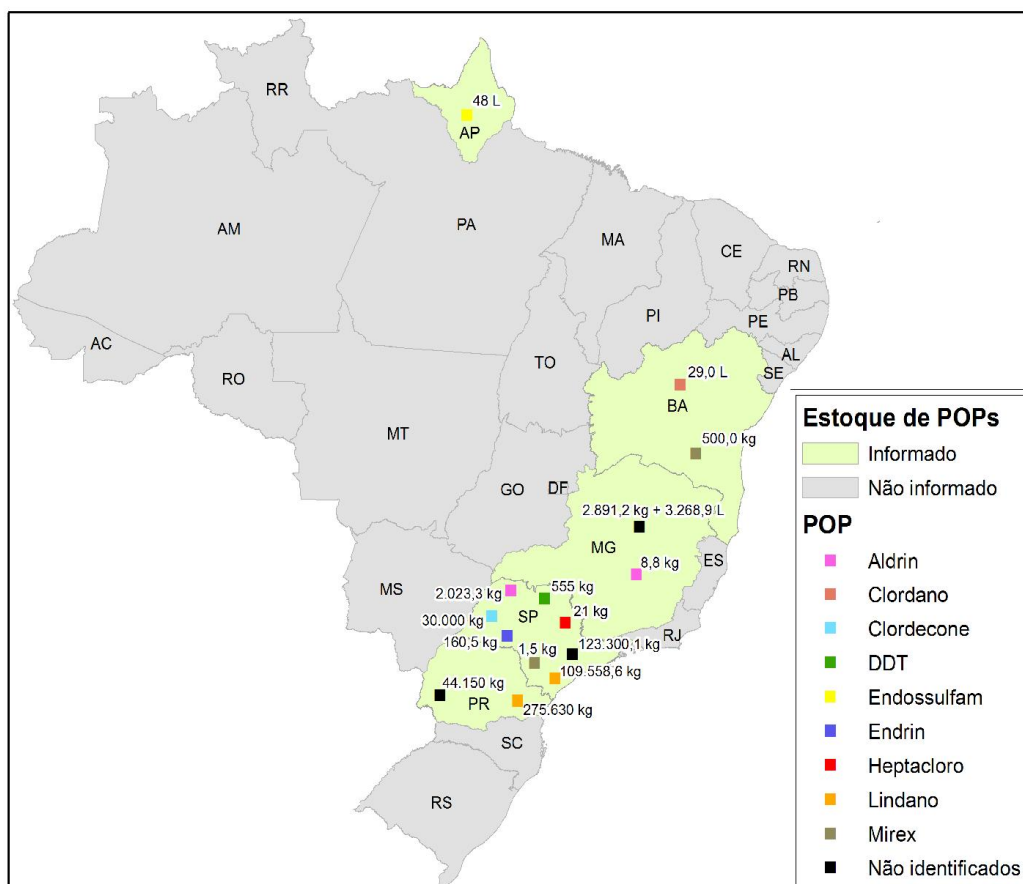 48 L
RR
AP
AM
PA
MA
CE
RN
PB
PI
PE
AL
SE
AC
RO
TO
29,0 L
BA
MT
500,0 kg
GO
DF
2.891,2 kg + 3.268,9 L
MG
ES
8,8 kg
MS
2.023,3 kg
555 kg
SP
21 kg
30.000 kg
RJ
160,5 kg
1,5 kg
123.300,1 kg
109.558,6 kg
44.150 kg
PR
275.630 kg
SC
RS
Estoque de POPs
Informado
Não informado
POP
Aldrin
Clordano
Clordecone
DDT
Endossulfam
Endrin
Heptacloro
Lindano
Mirex
Não identificados